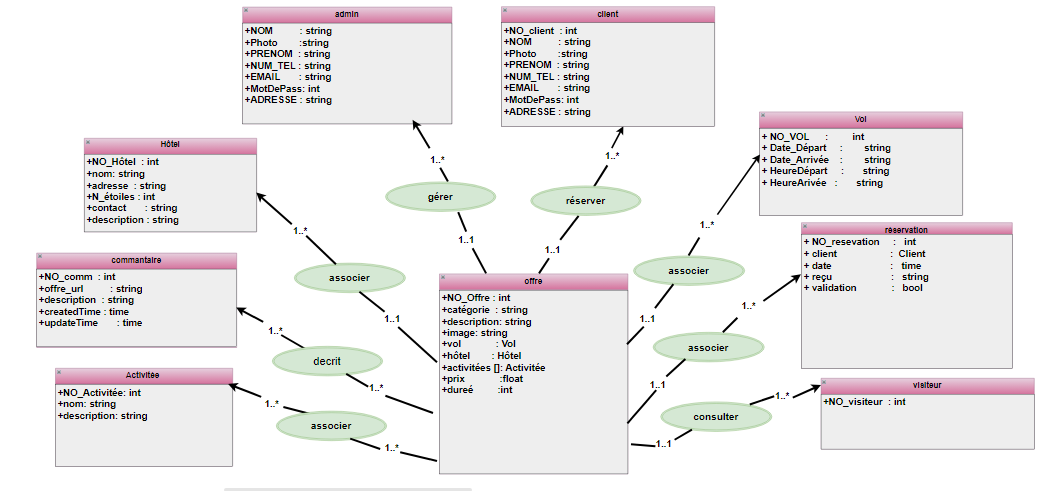 admin
+NOM : string
+Photo :string
+PRENOM : string
+NUM_TEL : string
+EMAIL : string
+MotDePass: int
+ADRESSE : string
client
+NO_client : int
+NOM : string
+Photo :string
+PRENOM : string
+NUM_TEL : string
+EMAIL : string
+MotDePass: int
+ADRESSE : string
Vol
+ NO_VOL : int
+ Date_Départ : string
+ Date_Arrivée : string
+ HeureDépart : string
+ HeureArivée : string
Hôtel
+NO_Hôtel : int
+nom: string
+adresse : string
+N_étoiles : int
+contact : string
+description : string
1..*
gérer
1..1
1..*
réserver
1..1
1..*
associer
1..1
1..*
associer
1..1
réservation
+ NO_resevation : int
+ client : Client
+ date : time
+ reçu : string
+ validation : bool
commantaire
+NO_comm : int
+offre_url : string
+description : string
+createdTime : time
+updateTime : time
offre
+NO_Offre : int
+catégorie : string
+description: string
+image: string
+vol : Vol
+hôtel : Hôtel
+activitées []: Activitée
+prix :float
+dureé :int
1..*
decrit
1..*
1..*
associer
1..1
Activitée
+NO_Activitée: int
+nom: string
+description: string
1..*
associer
1..*
1..*
consulter
1..1
visiteur
+NO_visiteur : int